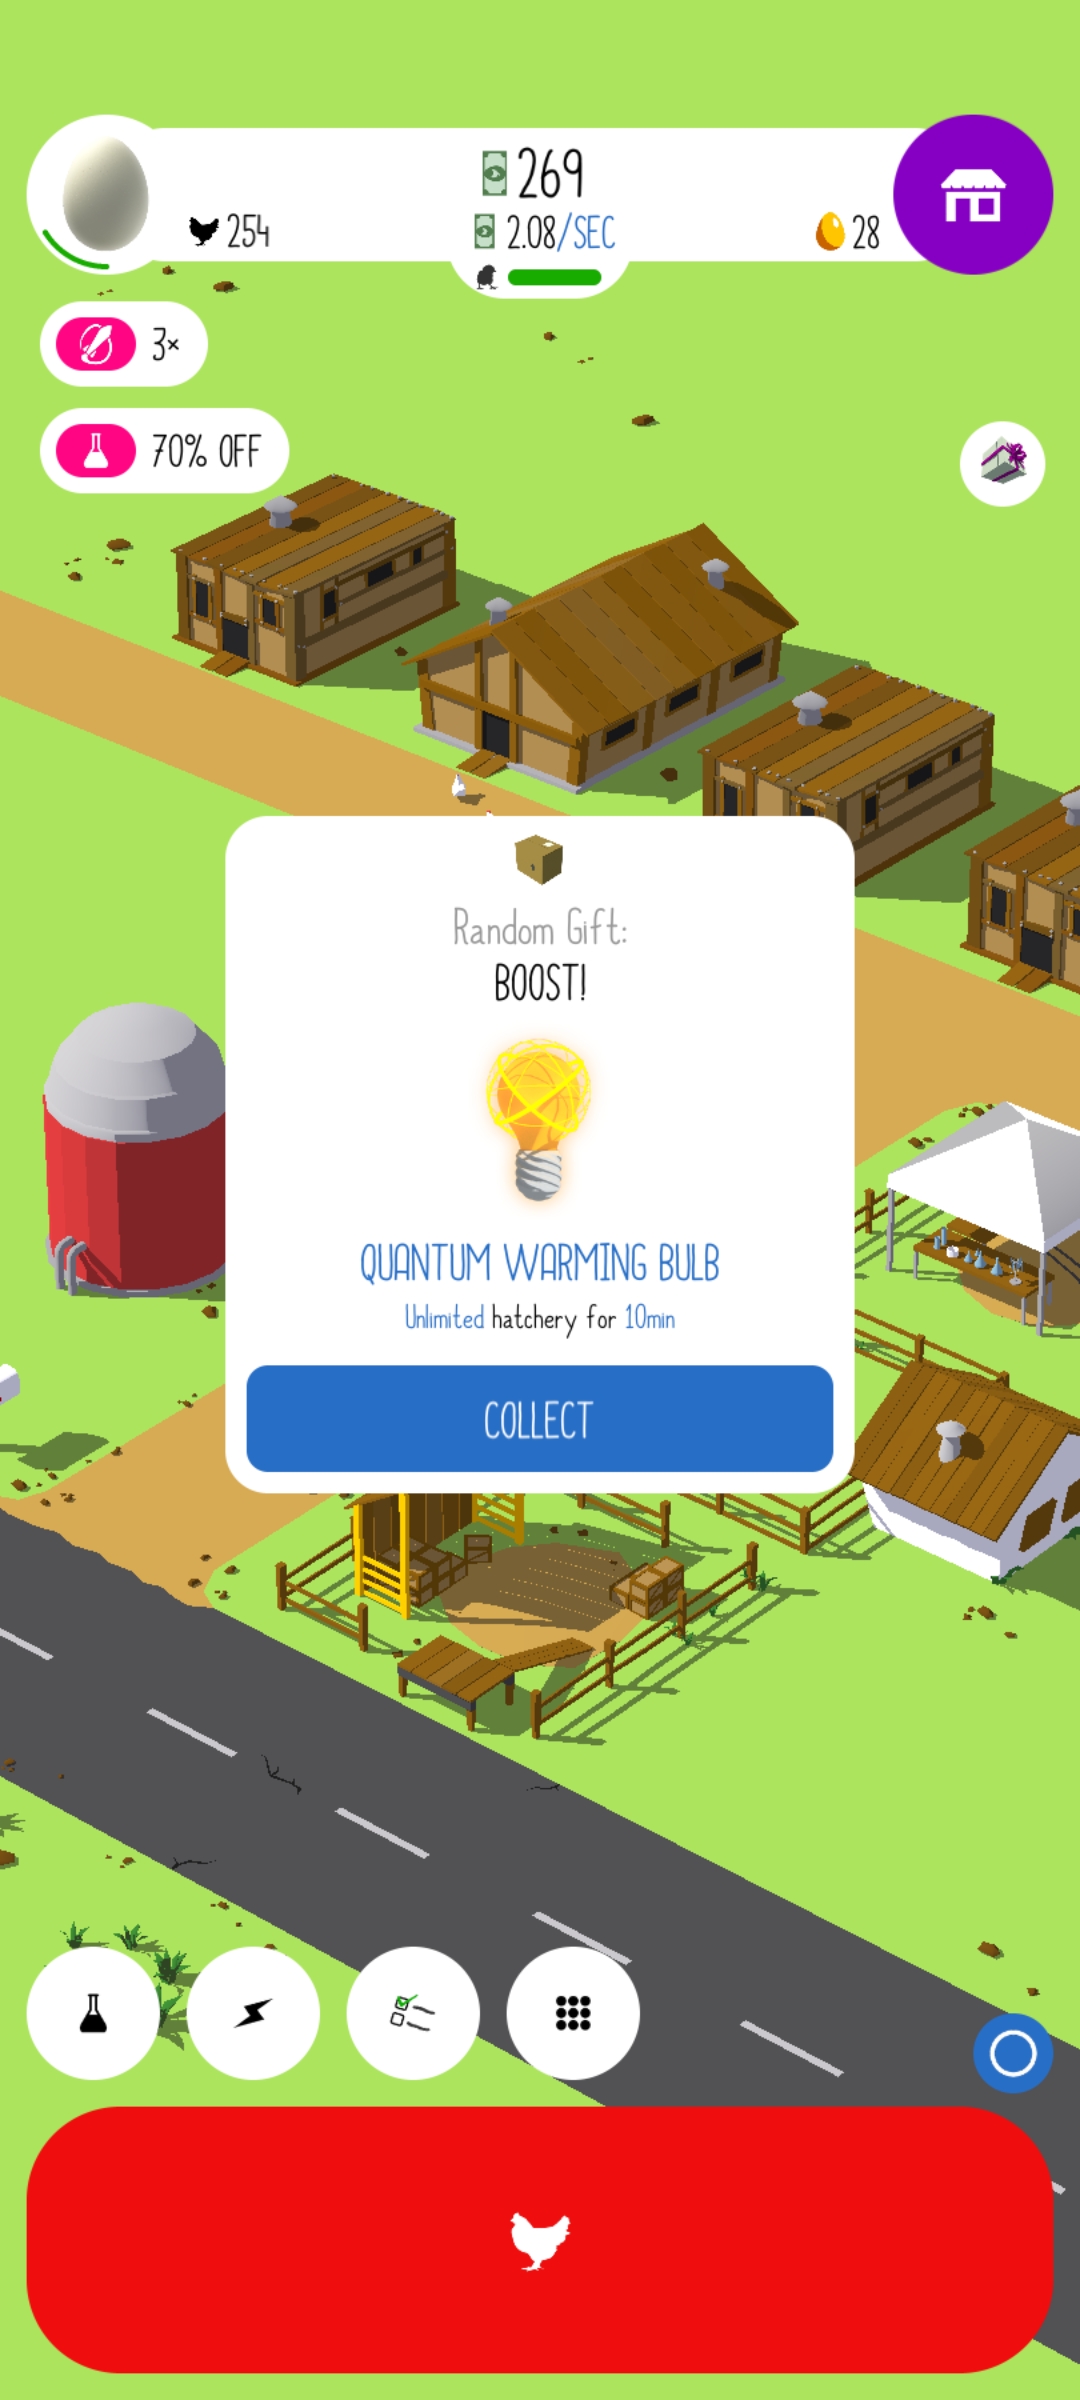 269
254
2.08/SEC
28
3×
70% OFF
Random Gift:
BOOST!
QUANTUM WARMING BULB
Unlimited hatchery for 10min
COLLECT